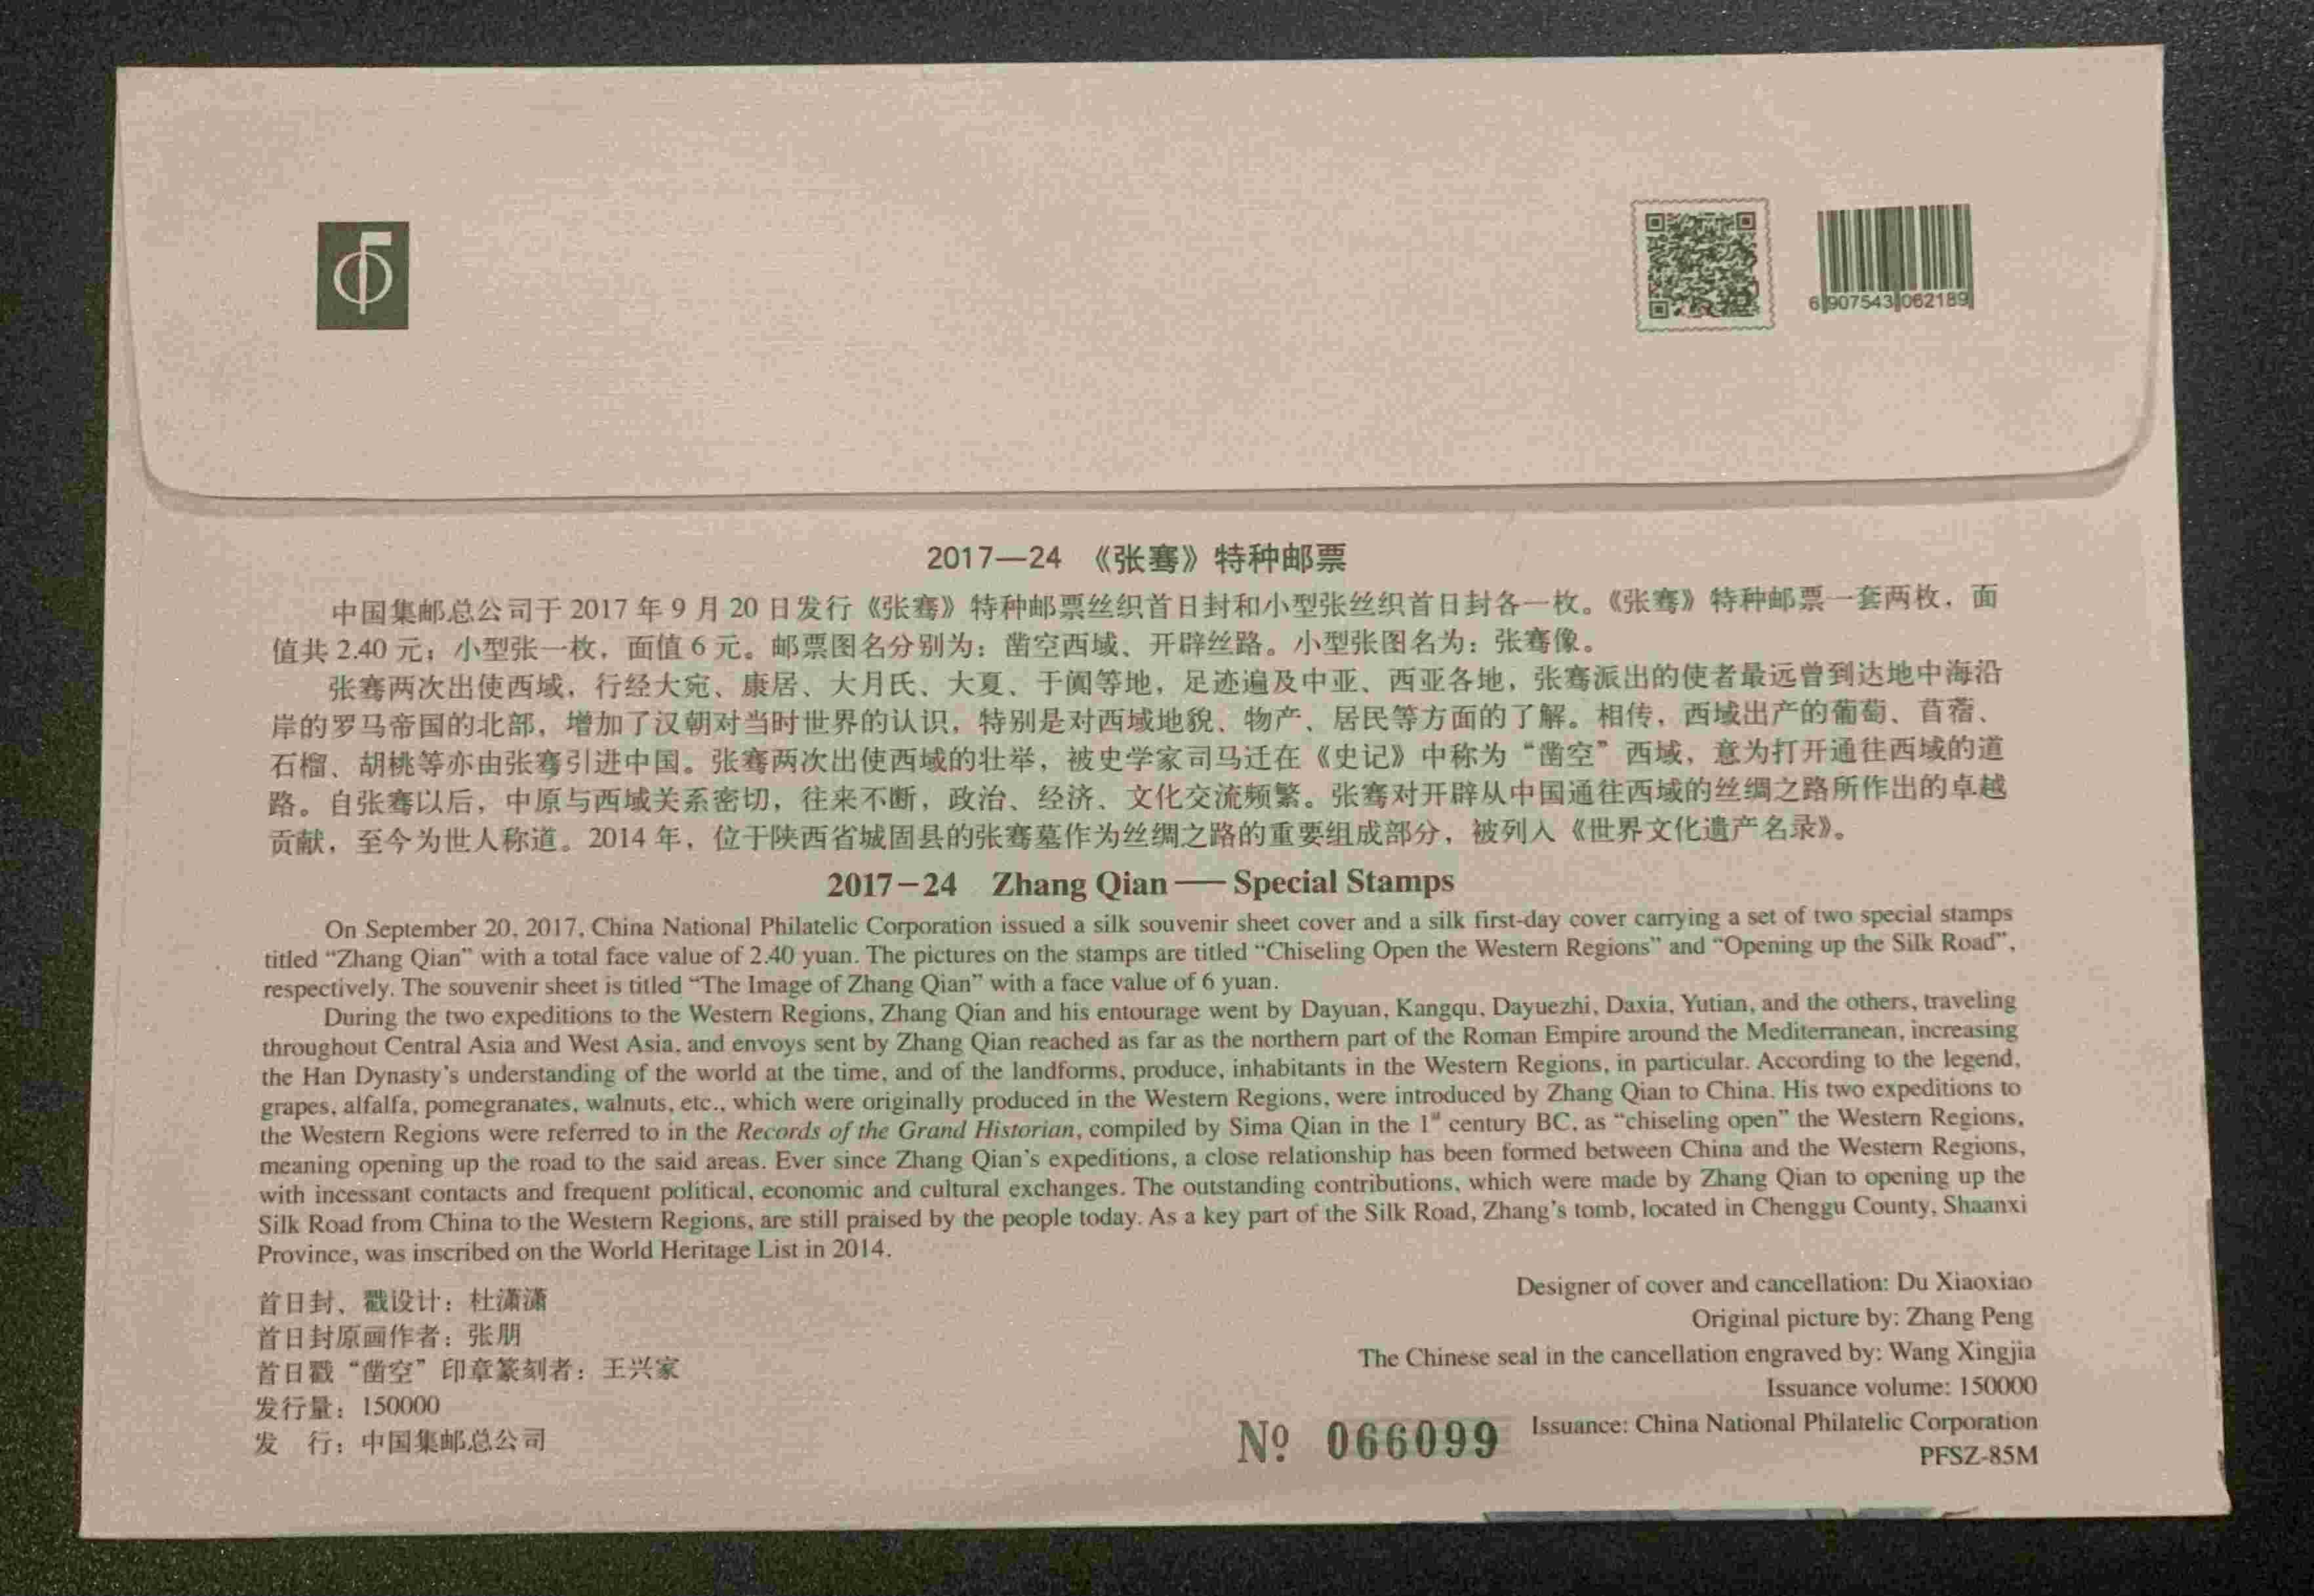 6 907543 062189
2017—24 《张骞》特种邮票
中国集邮总公司于 2017 年 9 月 20 日发行《张骞》特种邮票丝织首日封和小型张丝织首日封各一枚。《张骞》特种邮票一套两枚，面
值共 2.40 元；小型张一枚，面值 6 元。邮票图名分别为：凿空西域、开辟丝路。小型张图名为：张骞像。
张骞两次出使西域，行经大宛、康居、大月氏、大夏、于阗等地，足迹遍及中亚、西亚各地，张骞派出的使者最远曾到达地中海沿
岸的罗马帝国的北部，增加了汉朝对当时世界的认识，特别是对西域地貌、物产、居民等方面的了解。相传，西域出产的葡萄、苜蓿、
石榴、胡桃等亦由张骞引进中国。张骞两次出使西域的壮举，被史学家司马迁在《史记》中称为“凿空”西域，意为打开通往西域的道
路。自张骞以后，中原与西域关系密切，往来不断，政治、经济、文化交流频繁。张骞对开辟从中国通往西域的丝绸之路所作出的卓越
贡献，至今为世人称道。2014 年，位于陕西省城固县的张骞墓作为丝绸之路的重要组成部分，被列入《世界文化遗产名录》。
2017－24 Zhang Qian —— Special Stamps
On September 20, 2017, China National Philatelic Corporation issued a silk souvenir sheet cover and a silk first-day cover carrying a set of two special stamps
titled “Zhang Qian” with a total face value of 2.40 yuan. The pictures on the stamps are titled “Chiseling Open the Western Regions” and “Opening up the Silk Road”,
respectively. The souvenir sheet is titled “The Image of Zhang Qian” with a face value of 6 yuan.
During the two expeditions to the Western Regions, Zhang Qian and his entourage went by Dayuan, Kangqu, Dayuezhi, Daxia, Yutian, and the others, traveling
throughout Central Asia and West Asia, and envoys sent by Zhang Qian reached as far as the northern part of the Roman Empire around the Mediterranean, increasing
the Han Dynasty’s understanding of the world at the time, and of the landforms, produce, inhabitants in the Western Regions, in particular. According to the legend,
grapes, alfalfa, pomegranates, walnuts, etc., which were originally produced in the Western Regions, were introduced by Zhang Qian to China. His two expeditions to
the Western Regions were referred to in the Records of the Grand Historian, compiled by Sima Qian in the 1st century BC, as “chiseling open” the Western Regions,
meaning opening up the road to the said areas. Ever since Zhang Qian’s expeditions, a close relationship has been formed between China and the Western Regions,
with incessant contacts and frequent political, economic and cultural exchanges. The outstanding contributions, which were made by Zhang Qian to opening up the
Silk Road from China to the Western Regions, are still praised by the people today. As a key part of the Silk Road, Zhang’s tomb, located in Chenggu County, Shaanxi
Province, was inscribed on the World Heritage List in 2014.
首日封、戳设计：杜潇潇
首日封原画作者：张朋
首日戳“凿空”印章篆刻者：王兴家
发行量：150000
发 行：中国集邮总公司
Designer of cover and cancellation: Du Xiaoxiao
Original picture by: Zhang Peng
The Chinese seal in the cancellation engraved by: Wang Xingjia
Issuance volume: 150000
Issuance: China National Philatelic Corporation
PFSZ-85M
Nº 066099